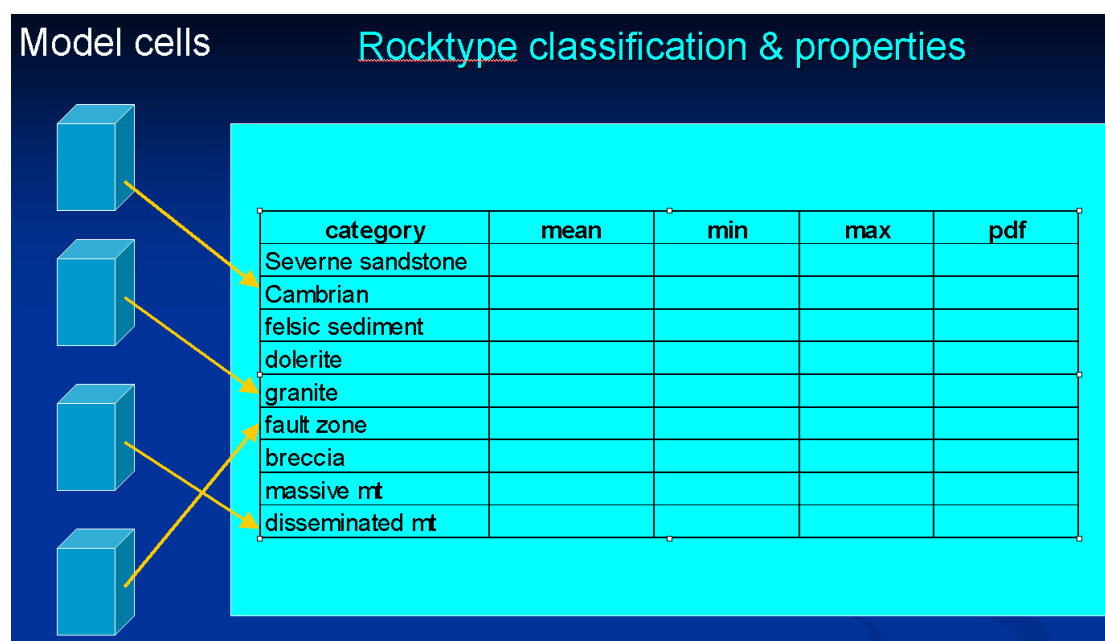 Model cells
Rocktype classification & properties
category mean min max pdf
Severne sandstone
Cambrian
felsic sediment
dolerite
granite
fault zone
breccia
massive mt
disseminated mt